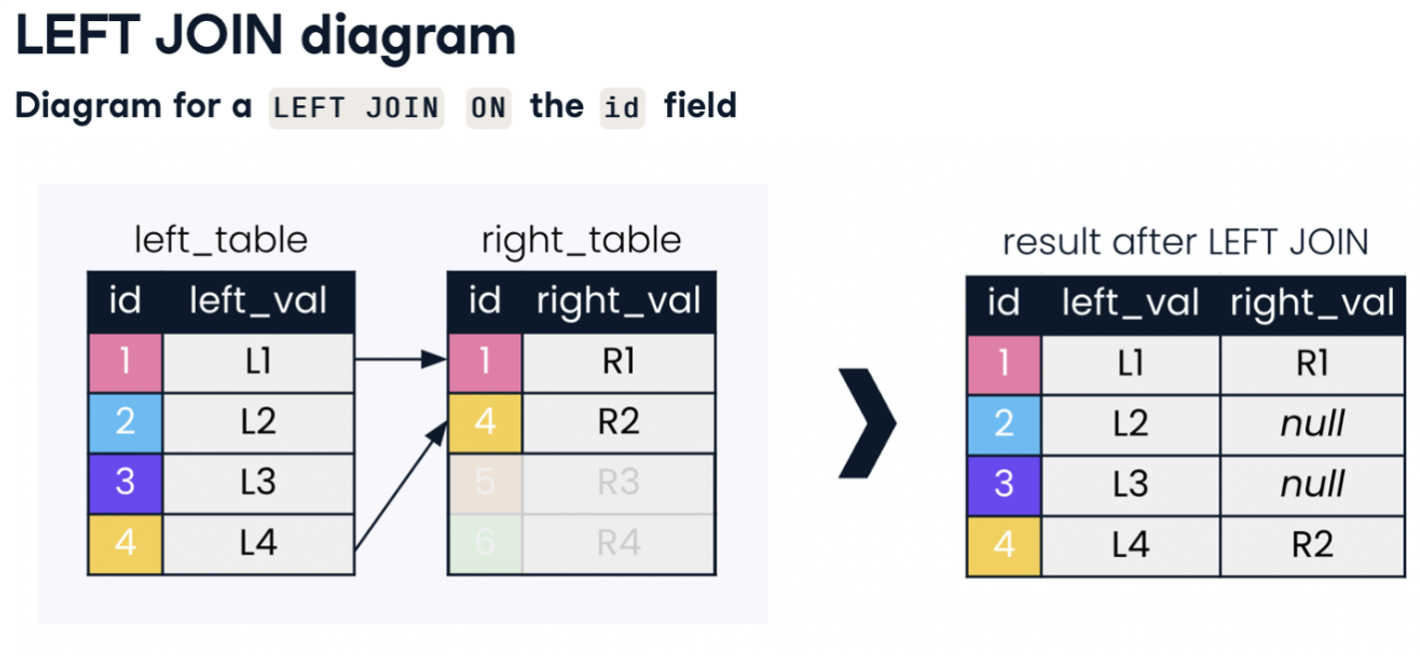 LEFT JOIN diagram
Diagram for a LEFT JOIN ON the id field
left_table
id left_val
1 L1
2 L2
3 L3
4 L4
right_table
id right_val
1 R1
4 R2
5 R3
6 R4
result after LEFT JOIN
id left_val right_val
1 L1 R1
2 L2 null
3 L3 null
4 L4 R2